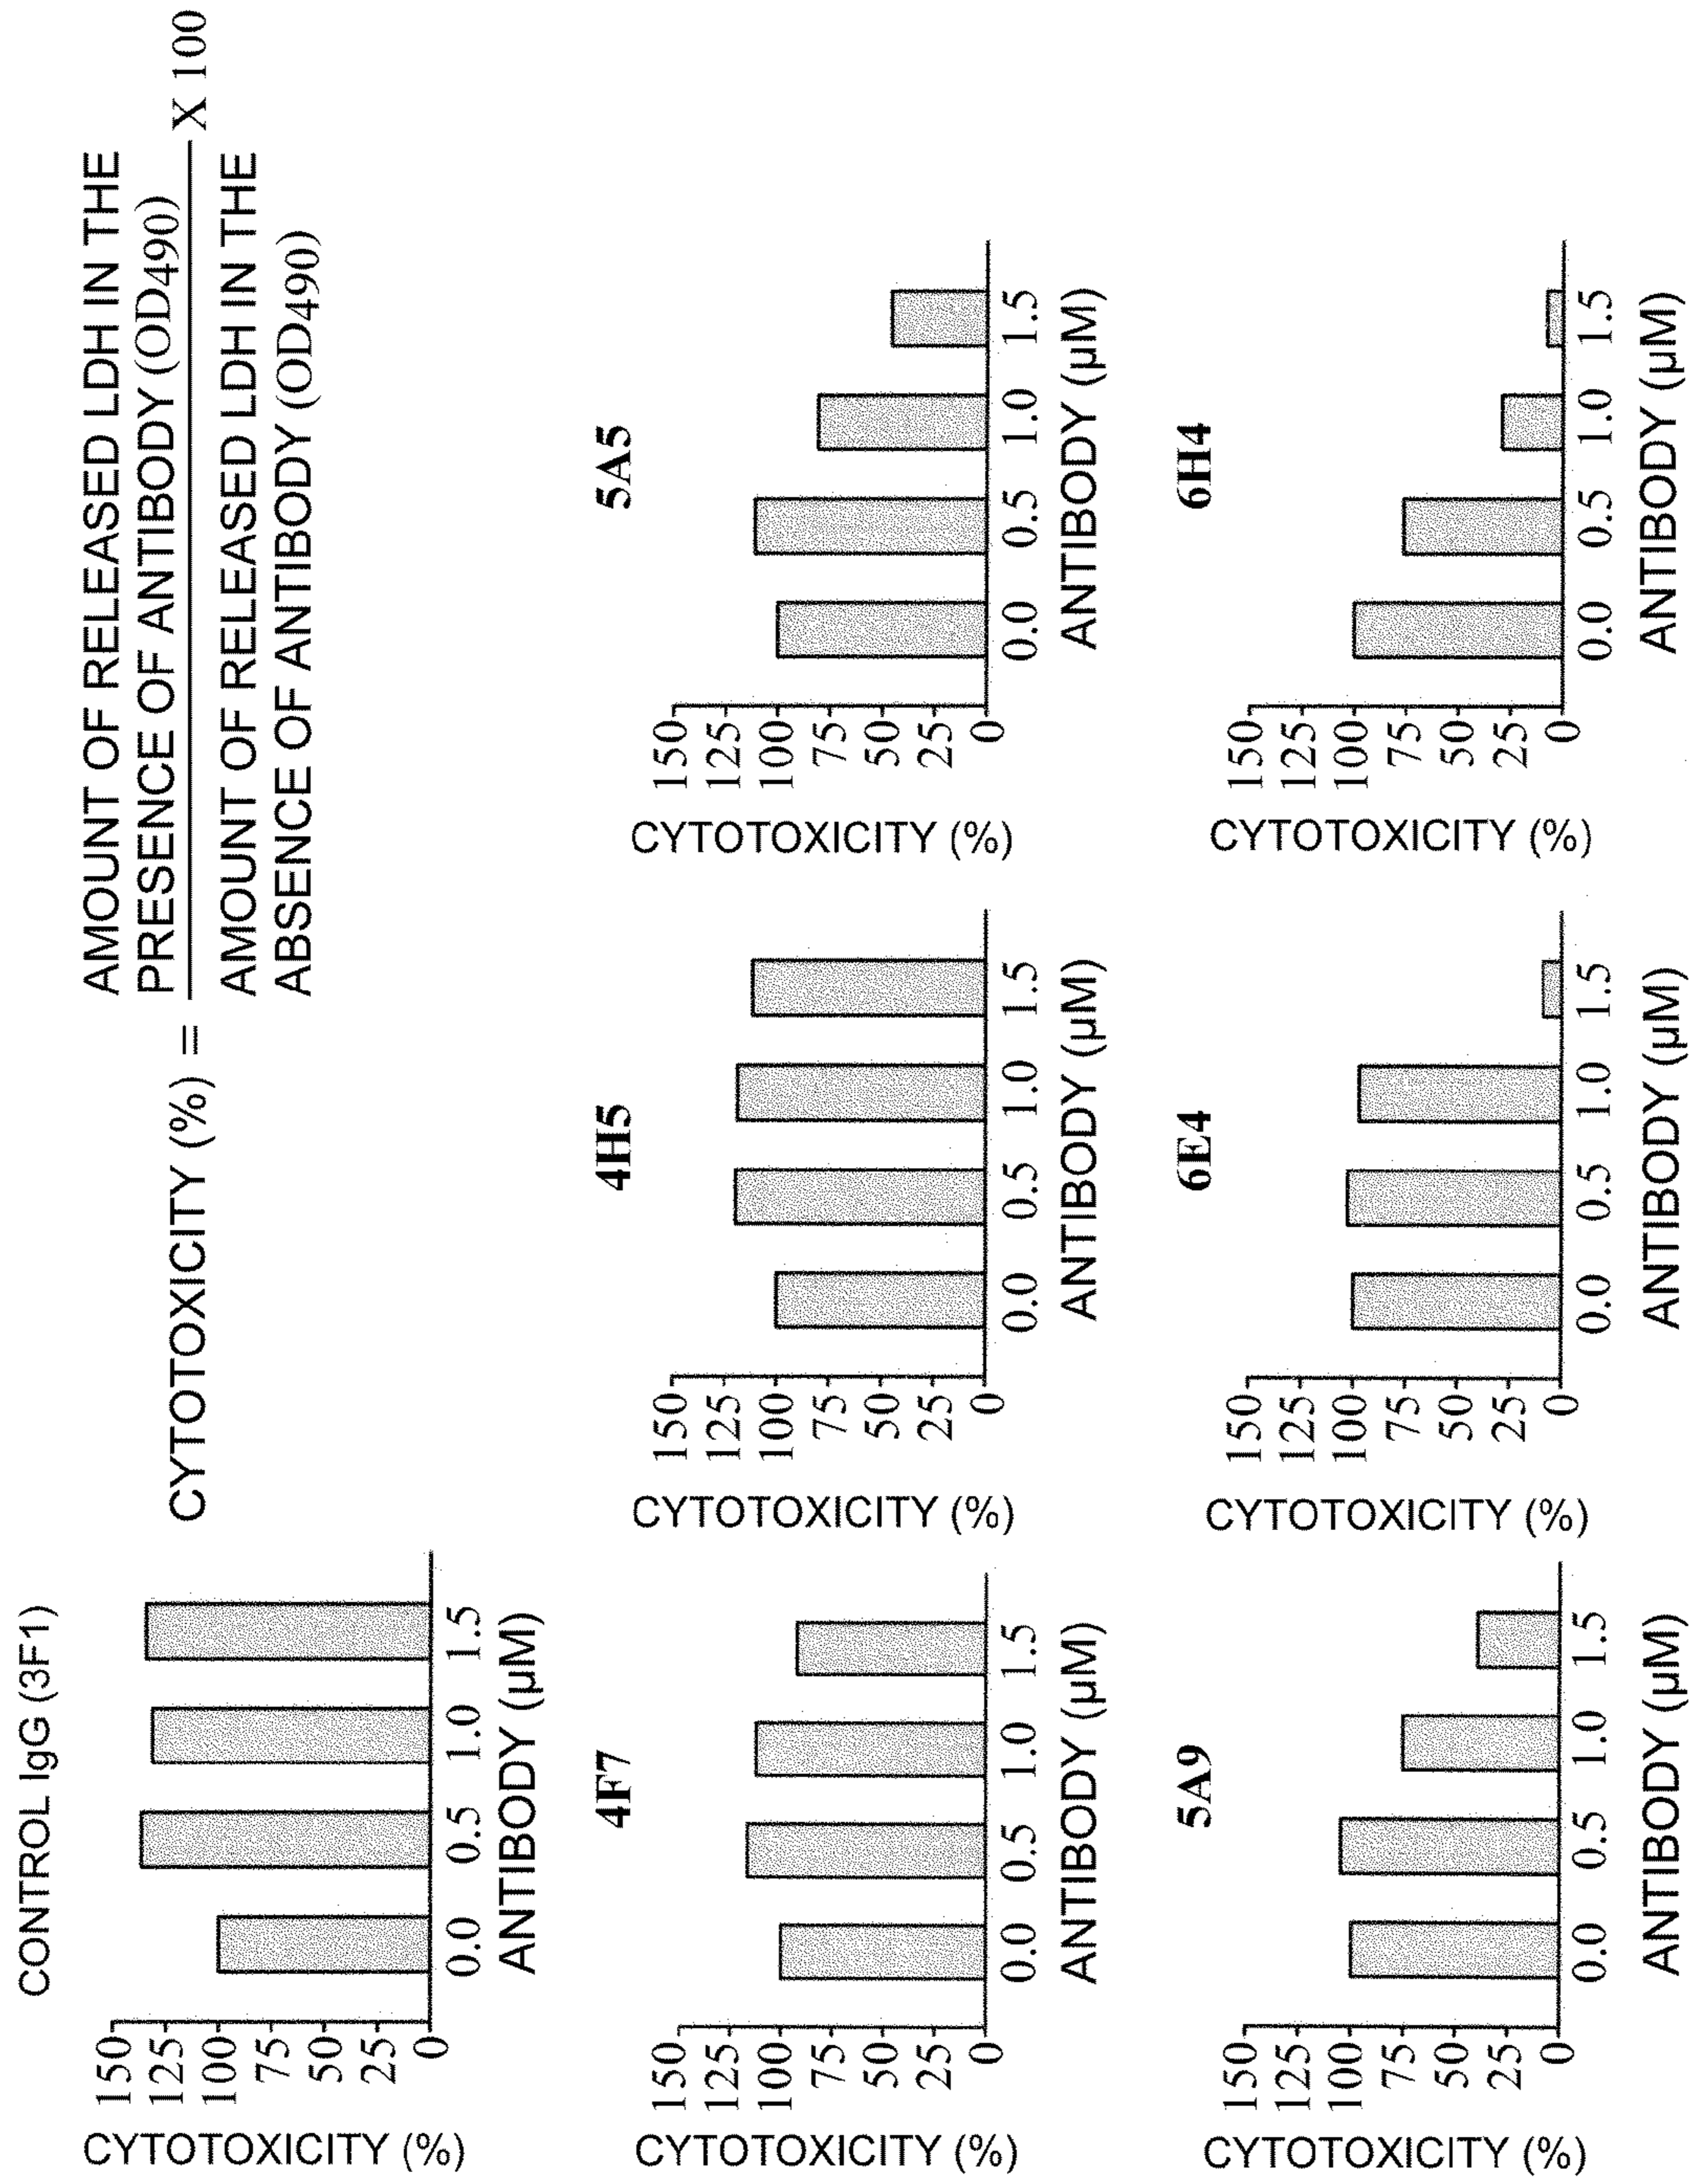 CONTROL IgG (3F1)
CYTOTOXICITY (%)
150
125
100
75
50
25
0
0.0 0.5 1.0 1.5
ANTIBODY (µM)
CYTOTOXICITY (%) =
AMOUNT OF RELEASED LDH IN THE
PRESENCE OF ANTIBODY (OD490)
AMOUNT OF RELEASED LDH IN THE
ABSENCE OF ANTIBODY (OD490)
X 100
4F7
CYTOTOXICITY (%)
150
125
100
75
50
25
0
0.0 0.5 1.0 1.5
ANTIBODY (µM)
4H5
CYTOTOXICITY (%)
150
125
100
75
50
25
0
0.0 0.5 1.0 1.5
ANTIBODY (µM)
5A5
CYTOTOXICITY (%)
150
125
100
75
50
25
0
0.0 0.5 1.0 1.5
ANTIBODY (µM)
5A9
CYTOTOXICITY (%)
150
125
100
75
50
25
0
0.0 0.5 1.0 1.5
ANTIBODY (µM)
6E4
CYTOTOXICITY (%)
150
125
100
75
50
25
0
0.0 0.5 1.0 1.5
ANTIBODY (µM)
6H4
CYTOTOXICITY (%)
150
125
100
75
50
25
0
0.0 0.5 1.0 1.5
ANTIBODY (µM)